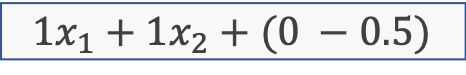 1x₁ + 1x₂ + (0 − 0.5)